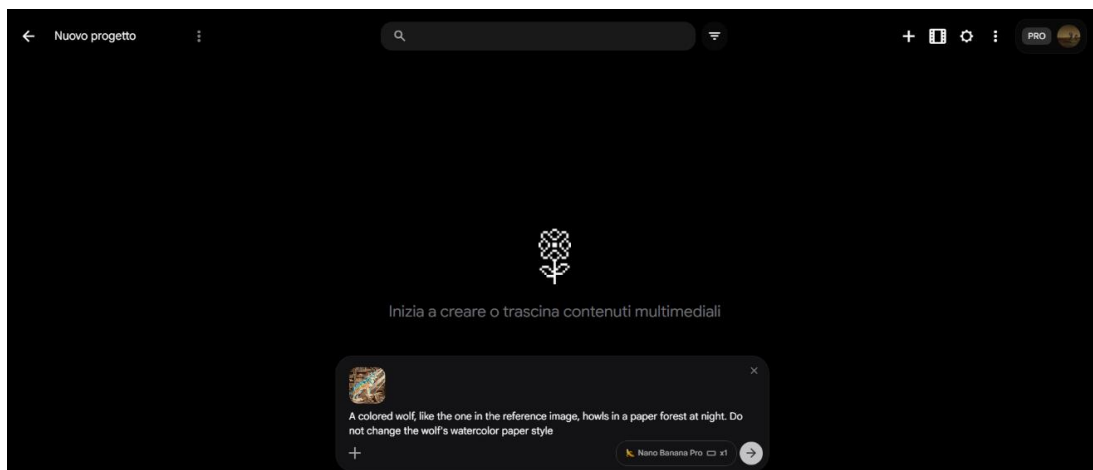 Nuovo progetto
PRO
Inizia a creare o trascina contenuti multimediali
A colored wolf, like the one in the reference image, howls in a paper forest at night. Do
not change the wolf's watercolor paper style
Nano Banana Pro x1